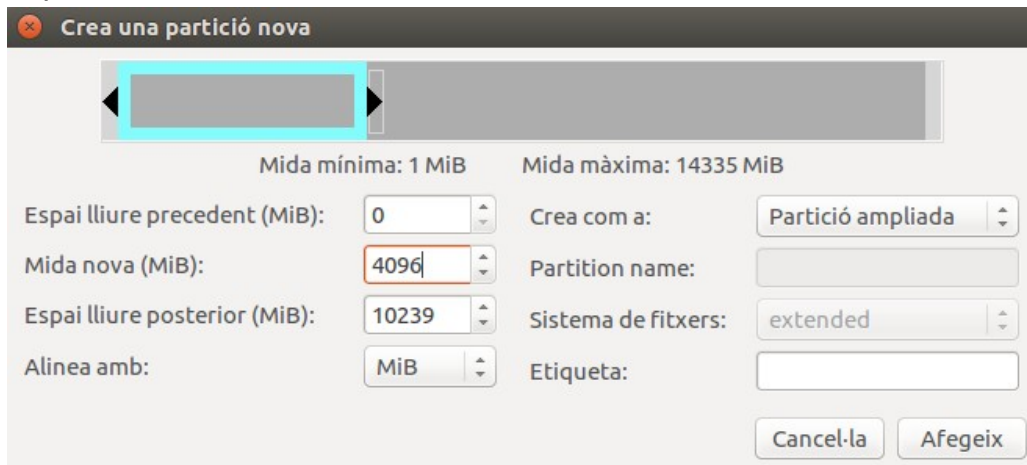 Crea una partició nova
Mida mínima: 1 MiB Mida màxima: 14335 MiB
Espai lliure precedent (MiB): 0 Crea com a: Partició ampliada
Mida nova (MiB): 4096 Partition name:
Espai lliure posterior (MiB): 10239 Sistema de fitxers: extended
Alinea amb: MiB Etiqueta:
Cancel·la Afegeix